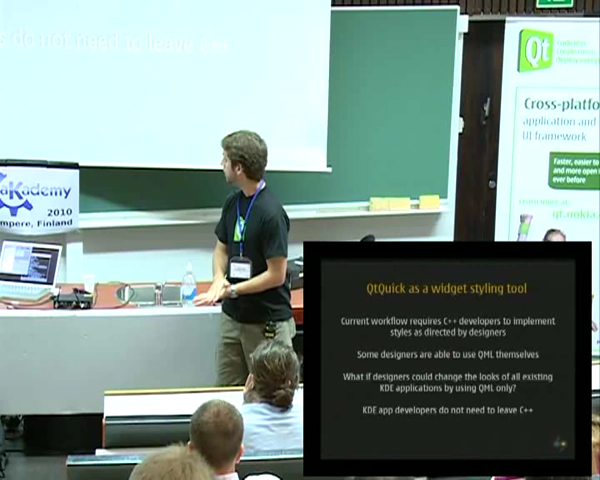 s do not need to leave C++
Qt
Cross-platfo
application and
UI framework
Faster, easier to
and more open t
ever before
qt.nokia.
aKademy
2010
mpere, Finland
QtQuick as a widget styling tool
Current workflow requires C++ developers to implement
styles as directed by designers
Some designers are able to use QML themselves
What if designers could change the looks of all existing
KDE applications by using QML only?
KDE app developers do not need to leave C++